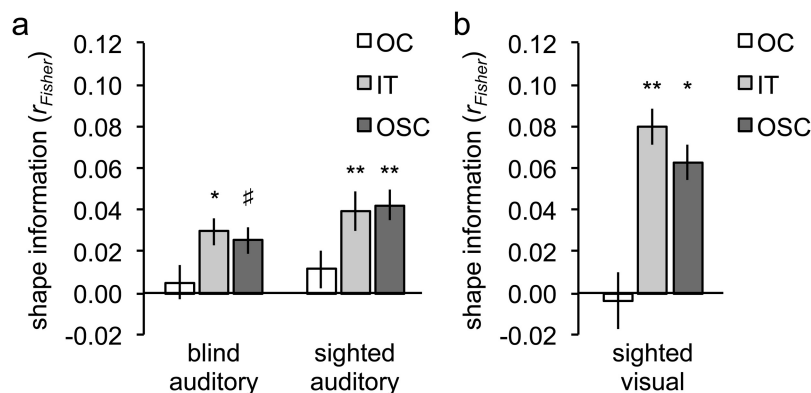 a
0.12
0.10
0.08
0.06
0.04
0.02
0.00
-0.02
shape information (rFisher)
OC
IT
OSC
* ♯
** **
blind
auditory
sighted
auditory
b
0.12
0.10
0.08
0.06
0.04
0.02
0.00
-0.02
shape information (rFisher)
OC
IT
OSC
** *
sighted
visual